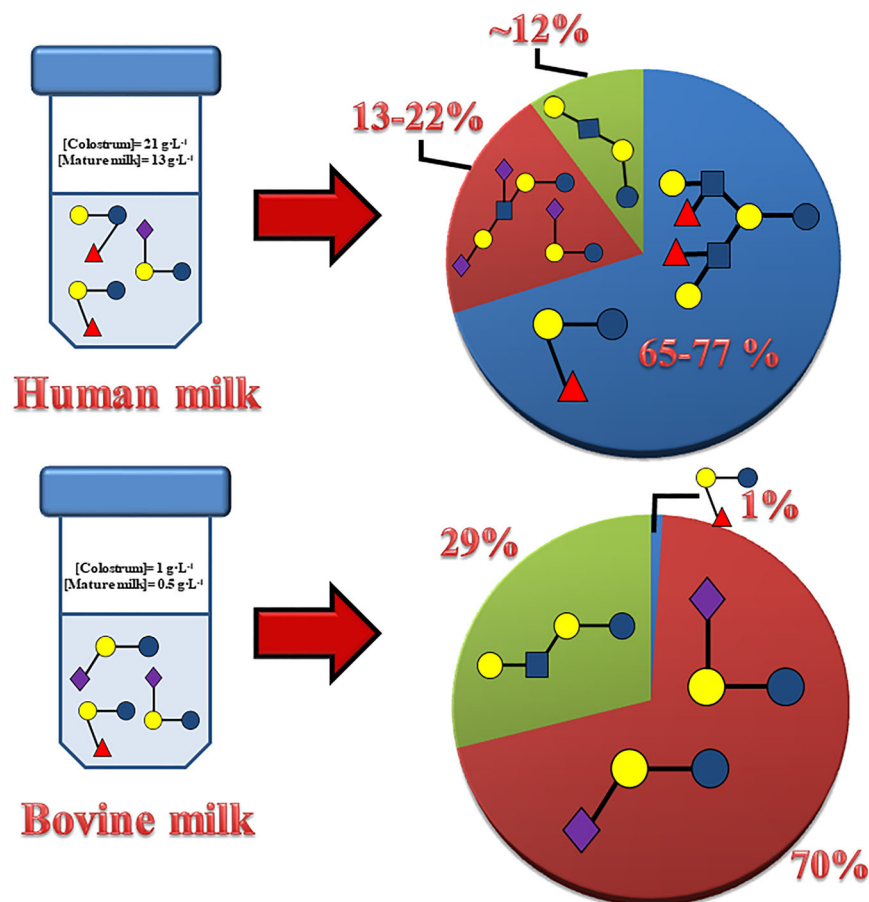 ~12%
13-22%
[Colostrum]= 21 g·L⁻¹
[Mature milk]= 13 g·L⁻¹
65-77 %
Human milk
1%
29%
[Colostrum]= 1 g·L⁻¹
[Mature milk]= 0.5 g·L⁻¹
Bovine milk
70%